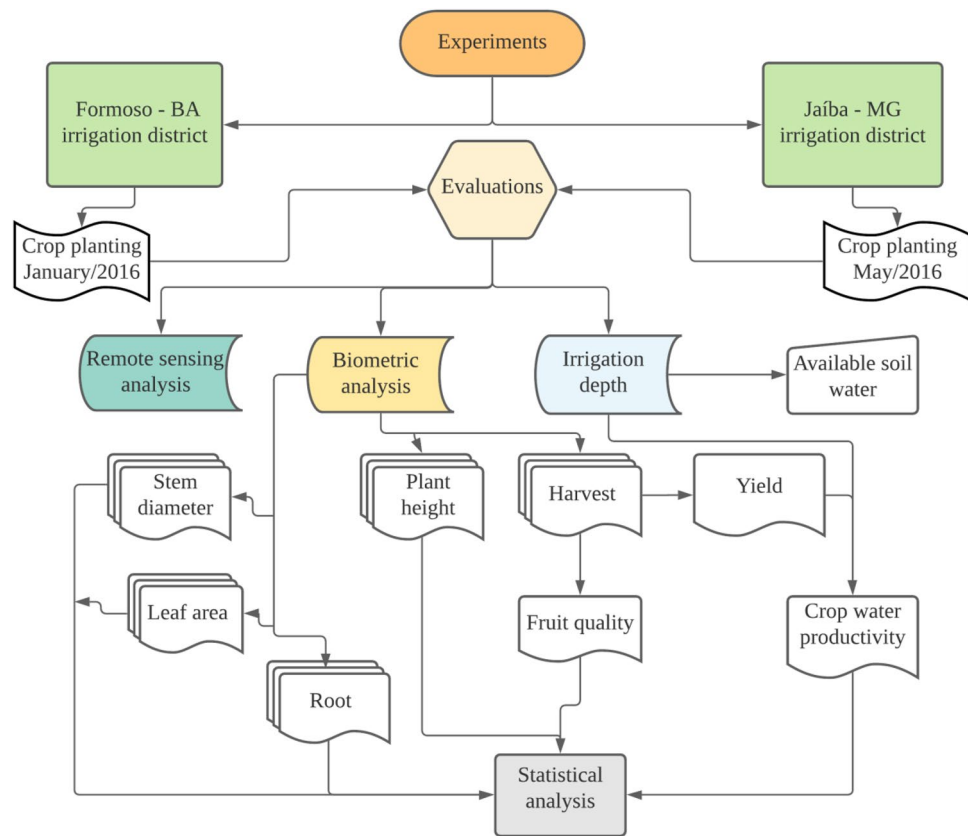 Experiments
Formoso - BA
irrigation district
Jaíba - MG
irrigation district
Evaluations
Crop planting
January/2016
Crop planting
May/2016
Remote sensing
analysis
Biometric
analysis
Irrigation
depth
Available soil
water
Stem
diameter
Plant
height
Harvest
Yield
Leaf area
Fruit quality
Crop water
productivity
Root
Statistical
analysis